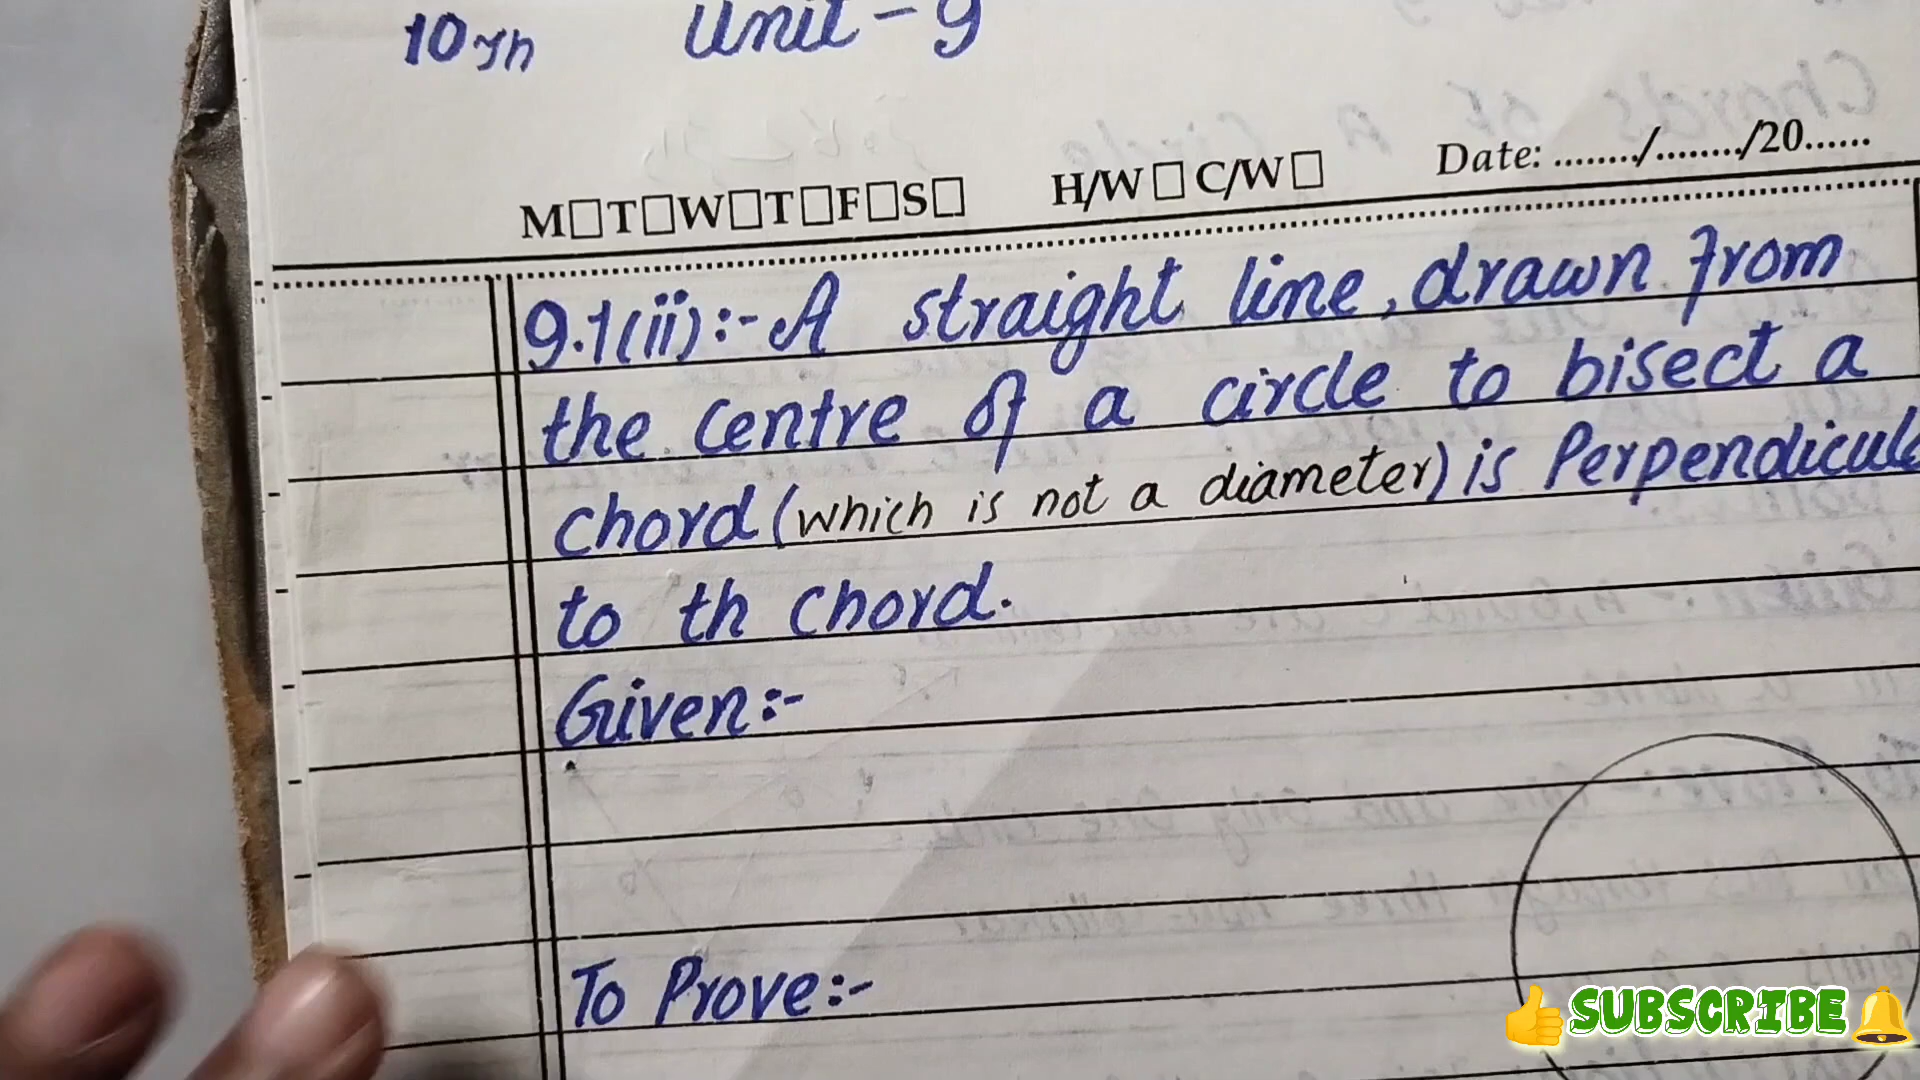 10th Unit - 9
M□T□W□T□F□S□ H/W□ C/W□ Date: ......../......../20......
9.1(ii):- A straight line, drawn from
the centre of a circle to bisect a
chord (which is not a diameter) is Perpendicul
to th chord.
Given:-
To Prove:-
SUBSCRIBE